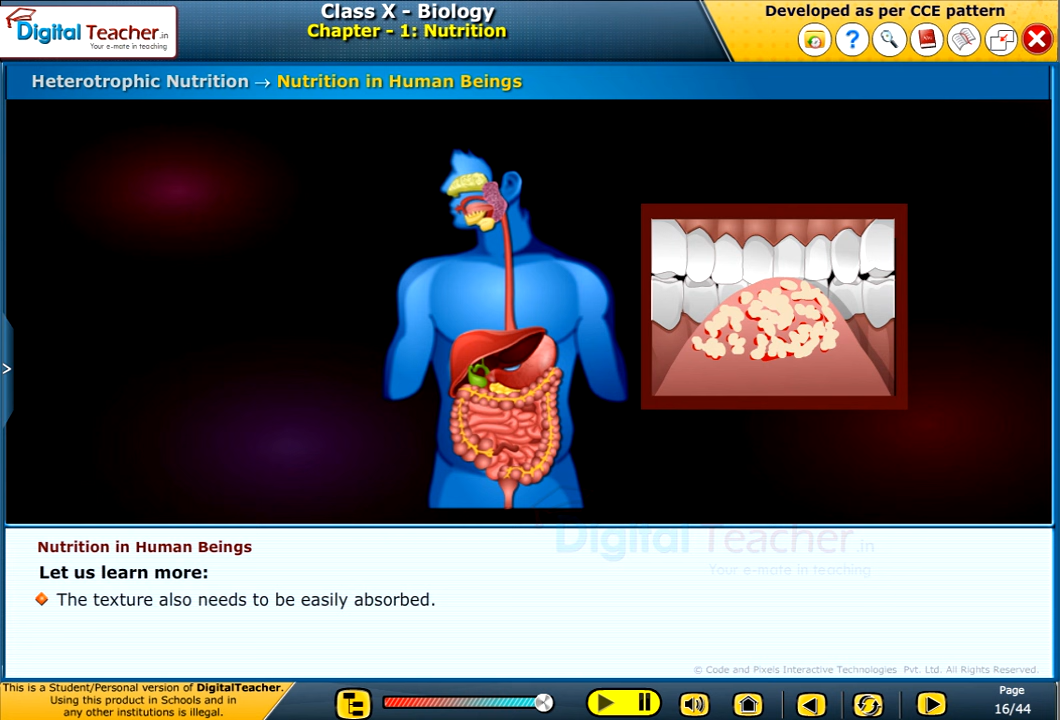 Digital Teacher.in
Your e-mate in teaching
Class X - Biology
Chapter - 1: Nutrition
Developed as per CCE pattern
?
Heterotrophic Nutrition → Nutrition in Human Beings
>
Nutrition in Human Beings
Let us learn more:
The texture also needs to be easily absorbed.
Digital Teacher.in
Your e-mate in teaching
© Code and Pixels Interactive Technologies. Pvt. Ltd. All Rights Reserved.
This is a Student/Personal version of DigitalTeacher.
Using this product in Schools and in
any other institutions is illegal.
Page
16/44